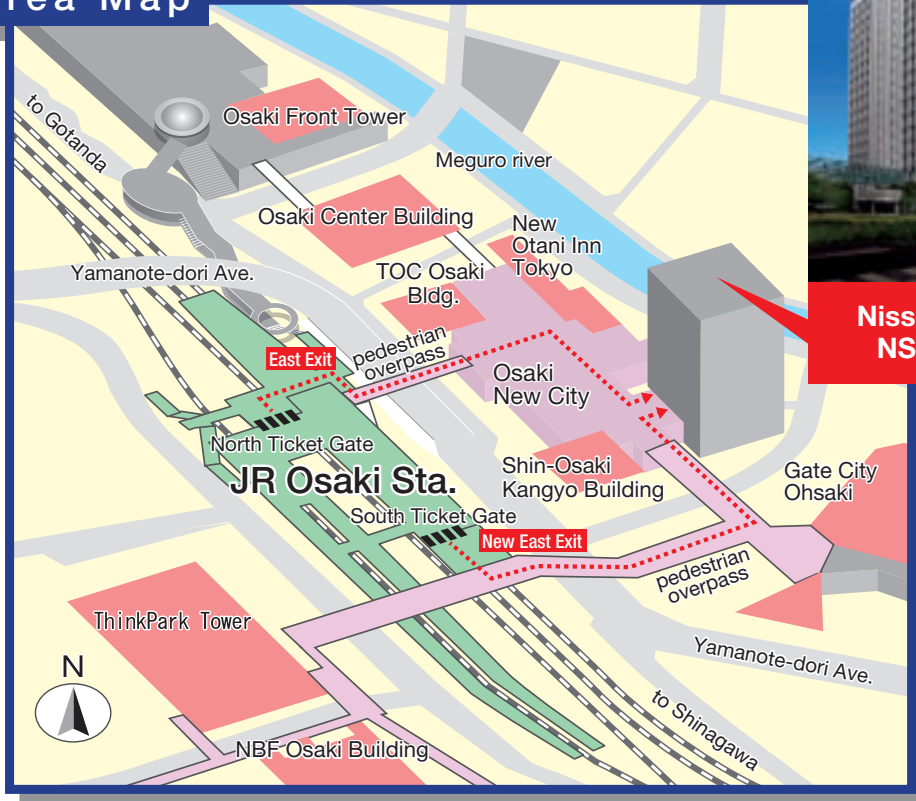 Map
to Gotanda
Osaki Front Tower
Meguro river
Osaki Center Building
New
Otani Inn
Tokyo
Yamanote-dori Ave.
TOC Osaki
Bldg.
East Exit
pedestrian
overpass
Osaki
New City
North Ticket Gate
JR Osaki Sta.
Shin-Osaki
Kangyo Building
Gate City
Ohsaki
South Ticket Gate
New East Exit
pedestrian
overpass
ThinkPark Tower
Yamanote-dori Ave.
N
to Shinagawa
NBF Osaki Building
NS